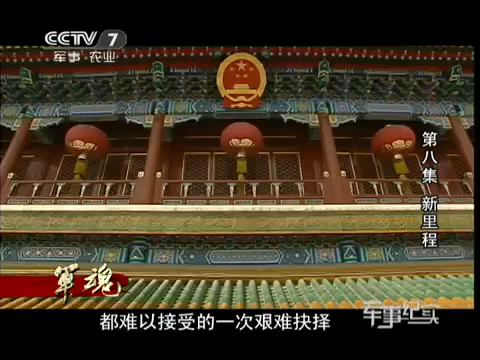 CCTV 7
军事·农业
第八集 新里程
軍魂
都难以接受的一次艰难抉择
军事纪实